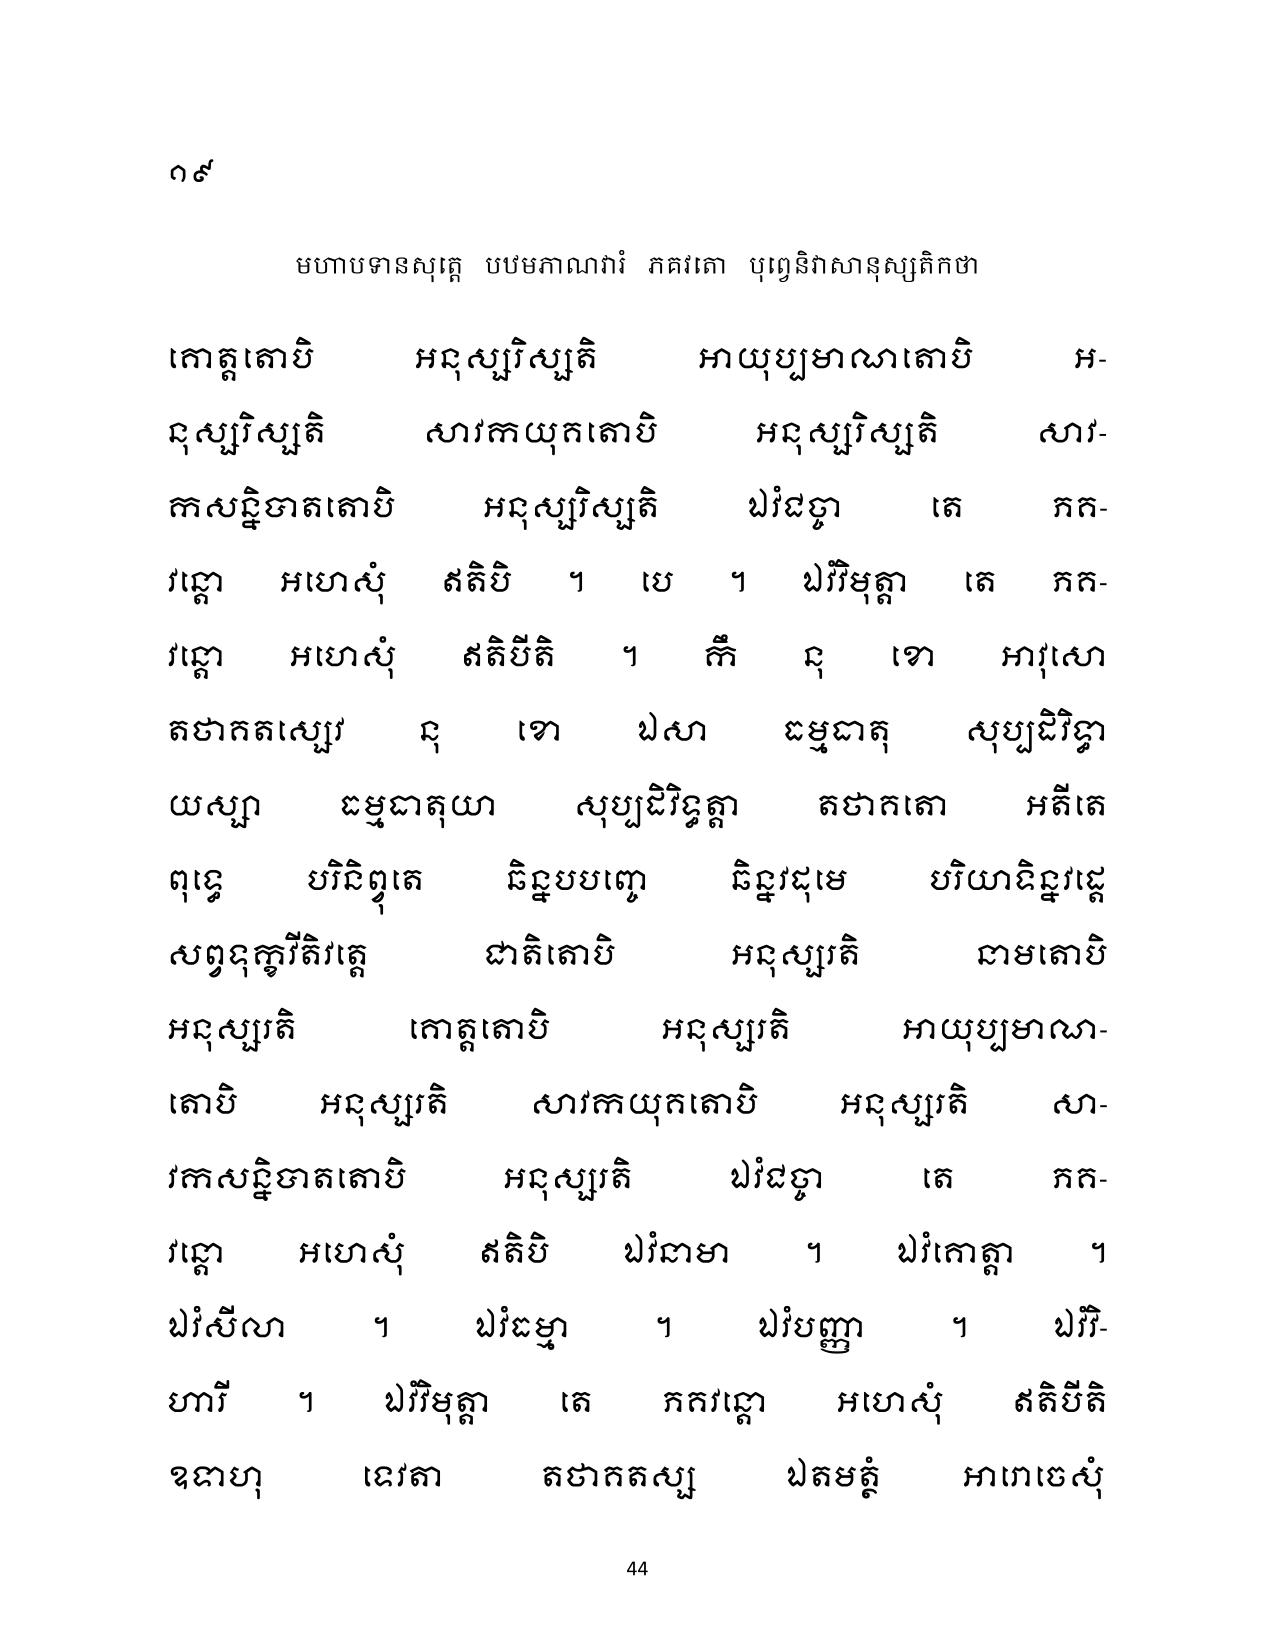 ១៩
មហាបទានសុត្តេ បឋមភាណវារំ ភគវតោ បុព្វេនិវាសានុស្សតិកថា
គោត្តតោបិ អនុស្សរិស្សតិ អាយុប្បមាណតោបិ អ-
នុស្សរិស្សតិ សាវកយុគតោបិ អនុស្សរិស្សតិ សាវ-
កសន្និបាតតោបិ អនុស្សរិស្សតិ ឯវំជច្ចា តេ ភគ-
វន្តោ អហេសុំ ឥតិបិ ។ បេ ។ ឯវំវិមុត្តា តេ ភគ-
វន្តោ អហេសុំ ឥតិបីតិ ។ កឹ នុ ខោ អាវុសោ
តថាគតស្សេវ នុ ខោ ឯសា ធម្មធាតុ សុប្បដិវិទ្ធា
យស្សា ធម្មធាតុយា សុប្បដិវិទ្ធត្តា តថាគតោ អតីតេ
ពុទ្ធេ បរិនិព្វុតេ ឆិន្នបបញ្ចេ ឆិន្នវដុមេ បរិយាទិន្នវដ្តេ
សព្វទុក្ខវីតិវត្តេ ជាតិតោបិ អនុស្សរតិ នាមតោបិ
អនុស្សរតិ គោត្តតោបិ អនុស្សរតិ អាយុប្បមាណ-
តោបិ អនុស្សរតិ សាវកយុគតោបិ អនុស្សរតិ សា-
វកសន្និបាតតោបិ អនុស្សរតិ ឯវំជច្ចា តេ ភគ-
វន្តោ អហេសុំ ឥតិបិ ឯវំនាមា ។ ឯវំគោត្តា ។
ឯវំសីលា ។ ឯវំធម្មា ។ ឯវំបញ្ញា ។ ឯវំវិ-
ហារី ។ ឯវំវិមុត្តា តេ ភគវន្តោ អហេសុំ ឥតិបីតិ
ឧទាហុ ទេវតា តថាគតស្ស ឯតមត្ថំ អារោចេសុំ
44